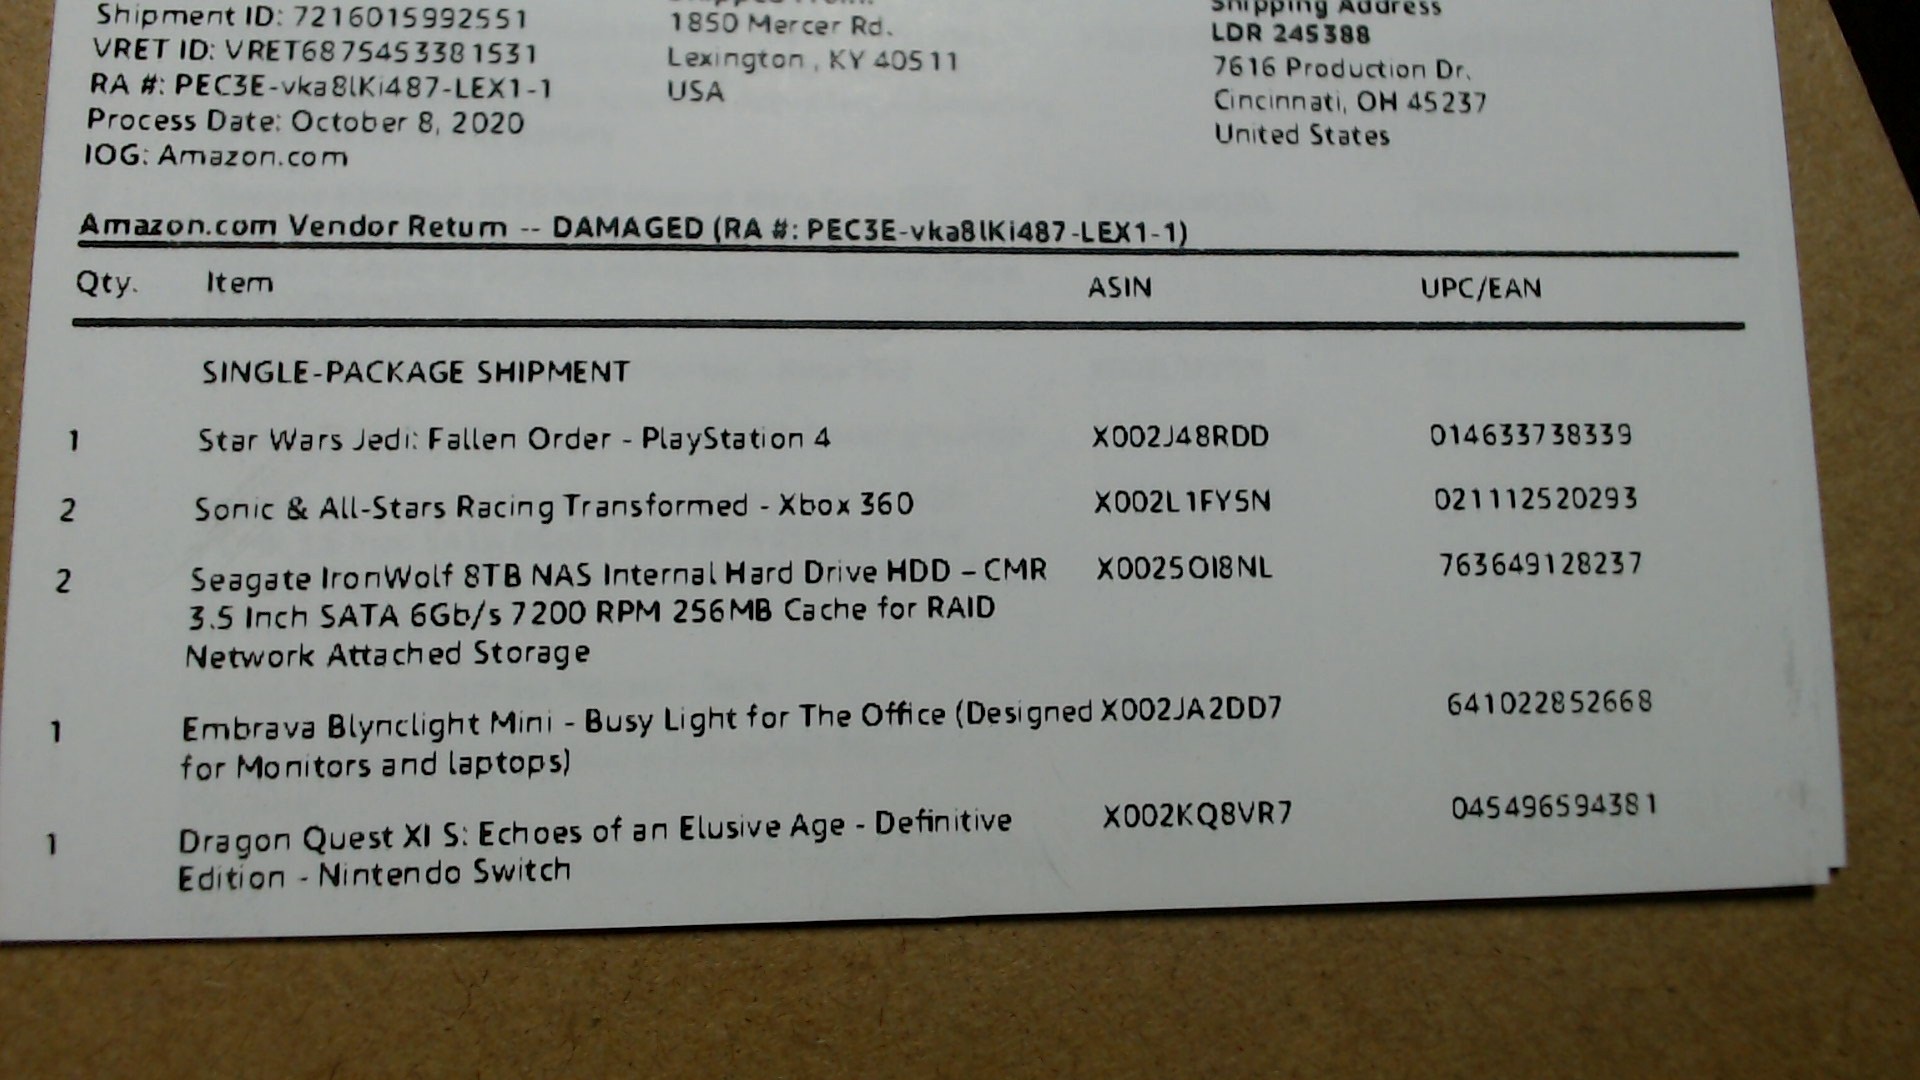 Shipment ID: 7216015992551
VRET ID: VRET6875453381531
RA #: PEC3E-vka8lKi487-LEX1-1
Process Date: October 8, 2020
IOG: Amazon.com
1850 Mercer Rd.
Lexington , KY 40511
USA
Shipping Address
LDR 245388
7616 Production Dr.
Cincinnati, OH 45237
United States
Amazon.com Vendor Return -- DAMAGED (RA #: PEC3E-vka8lKi487-LEX1-1)
Qty. Item ASIN UPC/EAN
SINGLE-PACKAGE SHIPMENT
1 Star Wars Jedi: Fallen Order - PlayStation 4 X002J48RDD 014633738339
2 Sonic & All-Stars Racing Transformed - Xbox 360 X002L1FY5N 021112520293
2 Seagate IronWolf 8TB NAS Internal Hard Drive HDD – CMR X0025OI8NL 763649128237
3.5 Inch SATA 6Gb/s 7200 RPM 256MB Cache for RAID
Network Attached Storage
1 Embrava Blynclight Mini - Busy Light for The Office (Designed X002JA2DD7 641022852668
for Monitors and laptops)
1 Dragon Quest XI S: Echoes of an Elusive Age - Definitive X002KQ8VR7 045496594381
Edition - Nintendo Switch